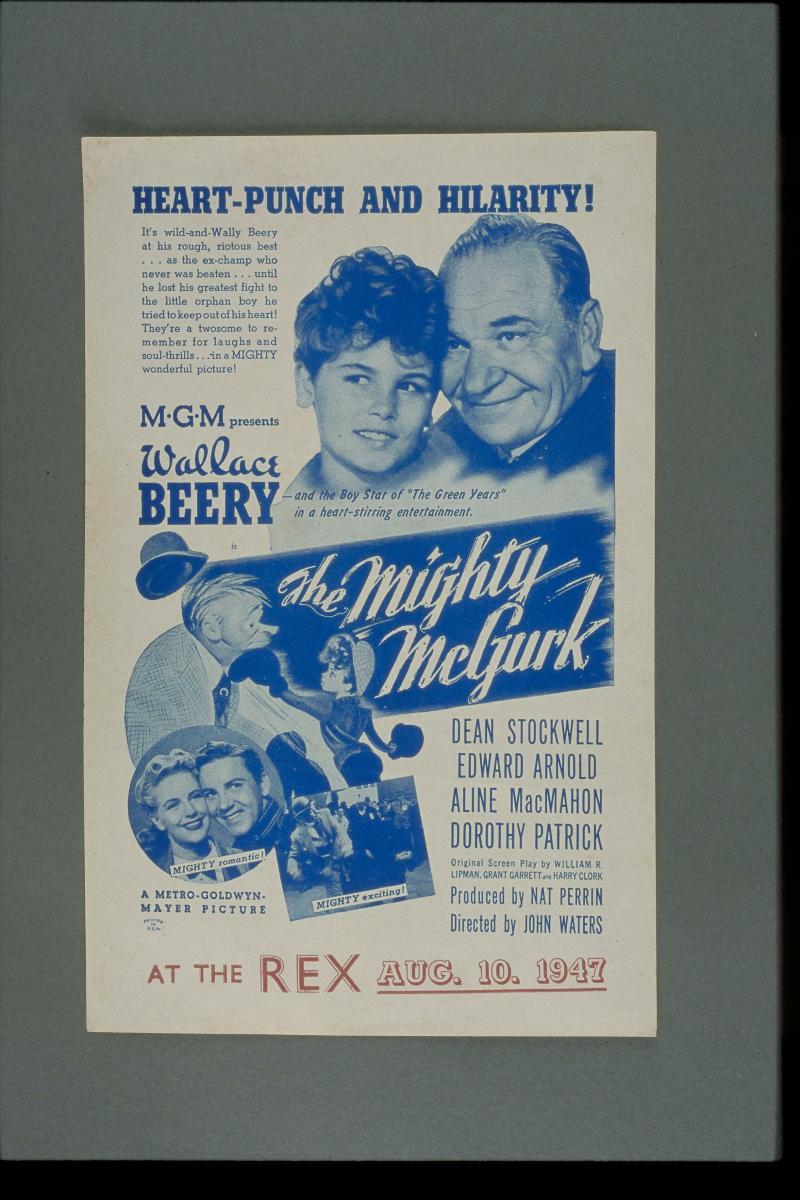 HEART-PUNCH AND HILARITY!
It's wild-and-Wally Beery
at his rough, riotous best
. . . as the ex-champ who
never was beaten . . . until
he lost his greatest fight to
the little orphan boy he
tried to keep out of his heart!
They're a twosome to re-
member for laughs and
soul-thrills . . . in a MIGHTY
wonderful picture!
M·G·M presents
Wallace
BEERY
—and the Boy Star of "The Green Years"
in a heart-stirring entertainment.
in
The Mighty
McGurk
DEAN STOCKWELL
EDWARD ARNOLD
ALINE MacMAHON
DOROTHY PATRICK
Original Screen Play by WILLIAM R.
LIPMAN, GRANT GARRETT and HARRY CLORK
Produced by NAT PERRIN
Directed by JOHN WATERS
MIGHTY romantic!
MIGHTY exciting!
A METRO-GOLDWYN-
MAYER PICTURE
PRINTED
IN
U.S.A.
AT THE REX AUG. 10. 1947